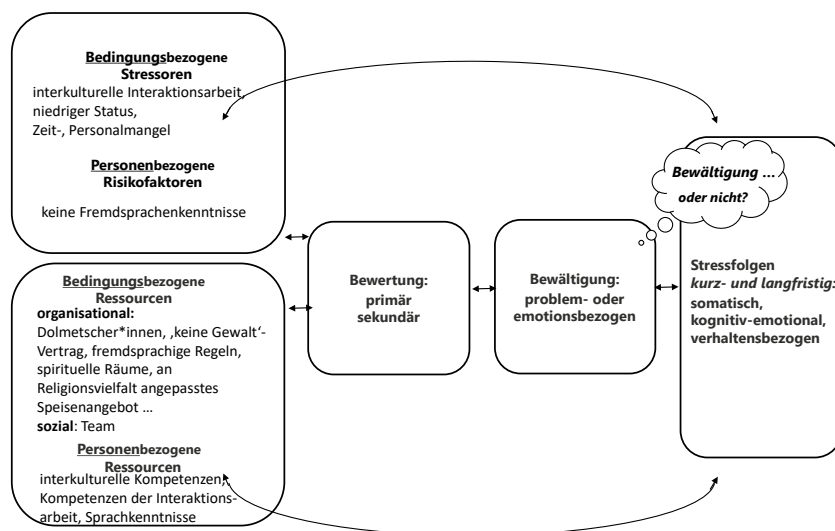 Bedingungsbezogene
Stressoren
interkulturelle Interaktionsarbeit,
niedriger Status,
Zeit-, Personalmangel
Personenbezogene
Risikofaktoren
keine Fremdsprachenkenntnisse
Bedingungsbezogene
Ressourcen
organisational:
Dolmetscher*innen, ‚keine Gewalt‘-
Vertrag, fremdsprachige Regeln,
spirituelle Räume, an
Religionsvielfalt angepasstes
Speisenangebot ...
sozial: Team
Personenbezogene
Ressourcen
interkulturelle Kompetenzen,
Kompetenzen der Interaktions-
arbeit, Sprachkenntnisse
Bewertung:
primär
sekundär
Bewältigung:
problem- oder
emotionsbezogen
Bewältigung ...
oder nicht?
Stressfolgen
kurz- und langfristig:
somatisch,
kognitiv-emotional,
verhaltensbezogen